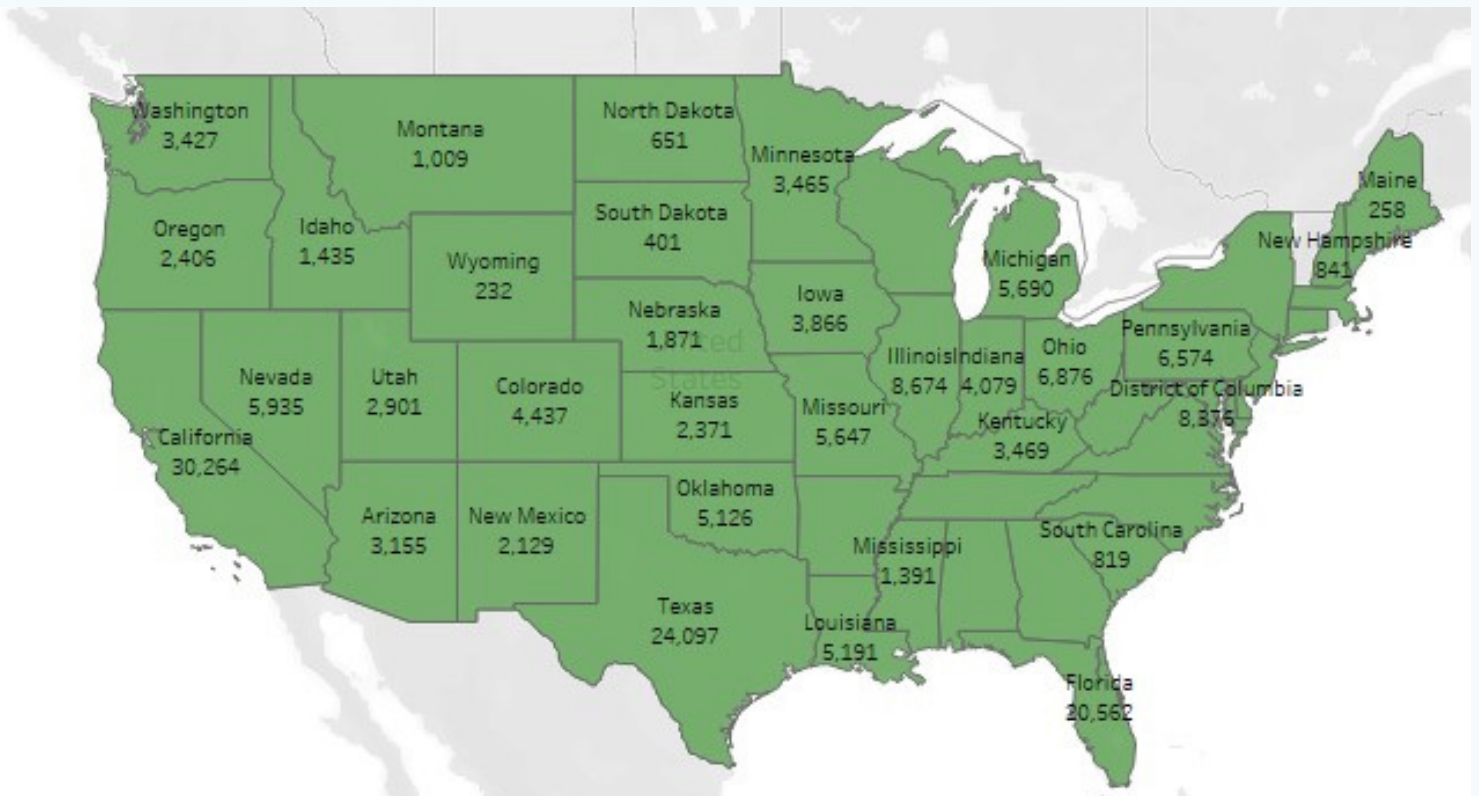 Washington
3,427
Montana
1,009
North Dakota
651
Minnesota
3,465
Maine
258
Oregon
2,406
Idaho
1,435
South Dakota
401
Wyoming
232
New Hampshire
841
Michigan
5,690
Iowa
3,866
Nebraska
1,871
United
States
Pennsylvania
6,574
Ohio
6,876
Illinois
8,674
Indiana
4,079
Nevada
5,935
Utah
2,901
Colorado
4,437
Kansas
2,371
District of Columbia
8,376
Missouri
5,647
Kentucky
3,469
California
30,264
Oklahoma
5,126
Arizona
3,155
New Mexico
2,129
South Carolina
819
Mississippi
1,391
Texas
24,097
Louisiana
5,191
Florida
20,562